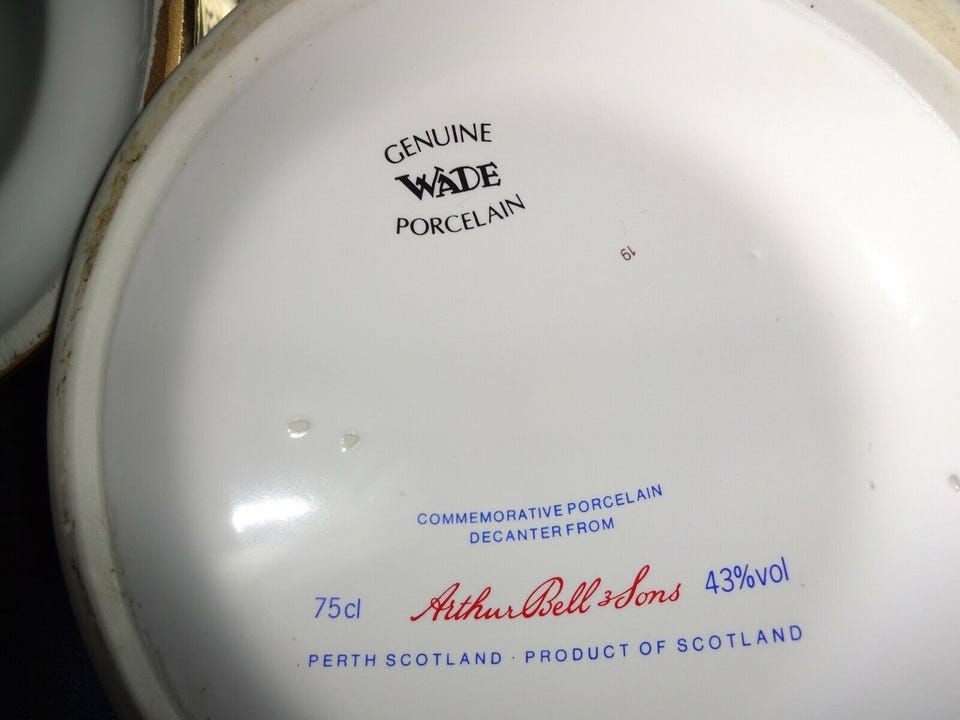 GENUINE
WADE
PORCELAIN
19
COMMEMORATIVE PORCELAIN
DECANTER FROM
75cl Arthur Bell & Sons 43%vol
. PERTH SCOTLAND · PRODUCT OF SCOTLAND